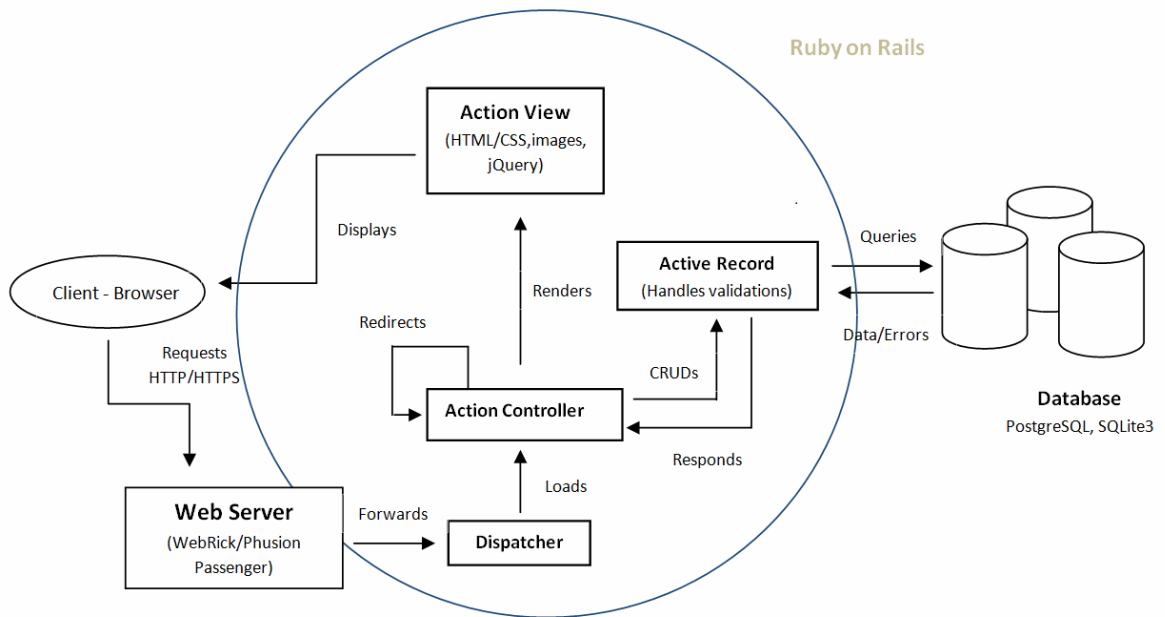 Ruby on Rails
Action View
(HTML/CSS,images,
jQuery)
Displays
Queries
Active Record
(Handles validations)
Client - Browser
Renders
Redirects
Data/Errors
Requests
HTTP/HTTPS
CRUDs
Database
PostgreSQL, SQLite3
Action Controller
Responds
Loads
Web Server
(WebRick/Phusion
Passenger)
Forwards
Dispatcher